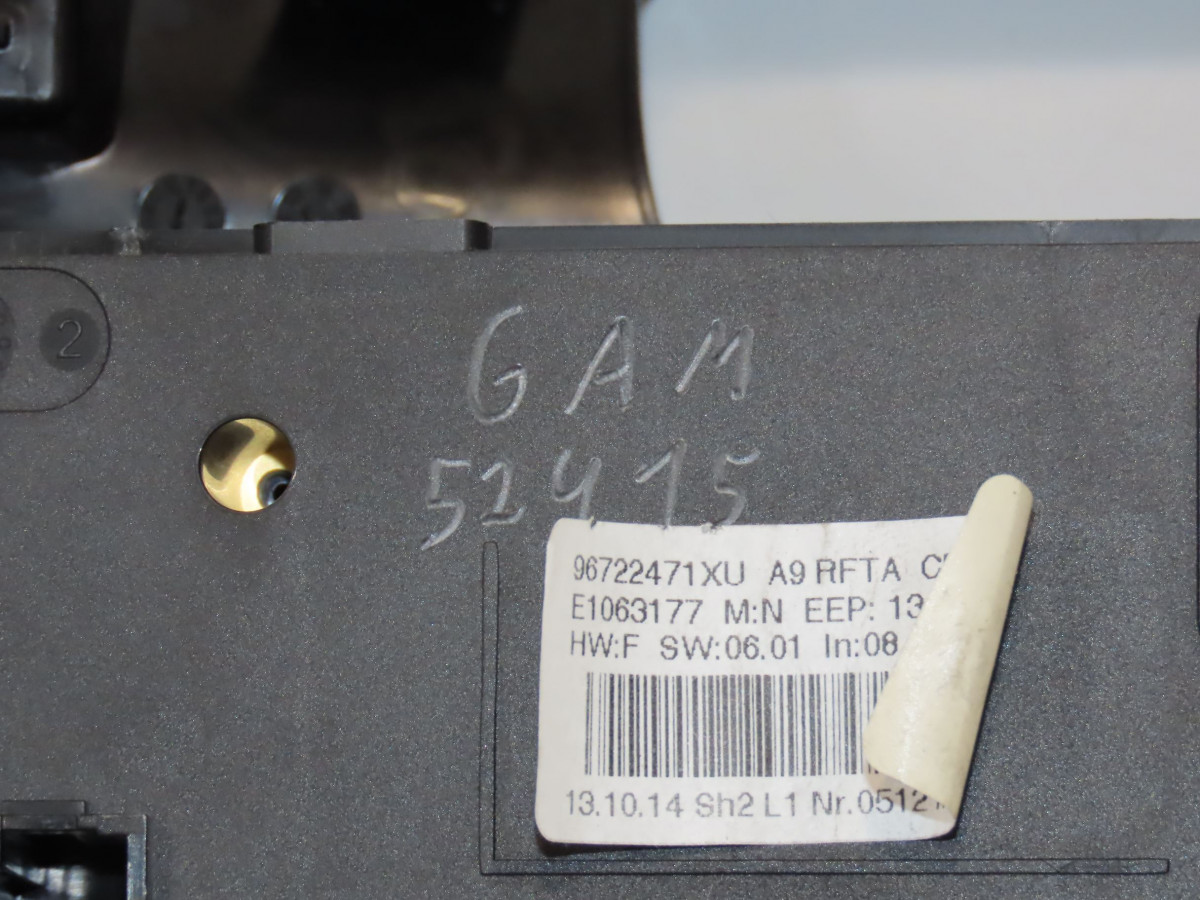 2
GAM
52415
96722471XU A9 RFTA
E1063177 M:N EEP: 13
HW:F SW:06.01 In:08
13.10.14 Sh2 L1 Nr.0512